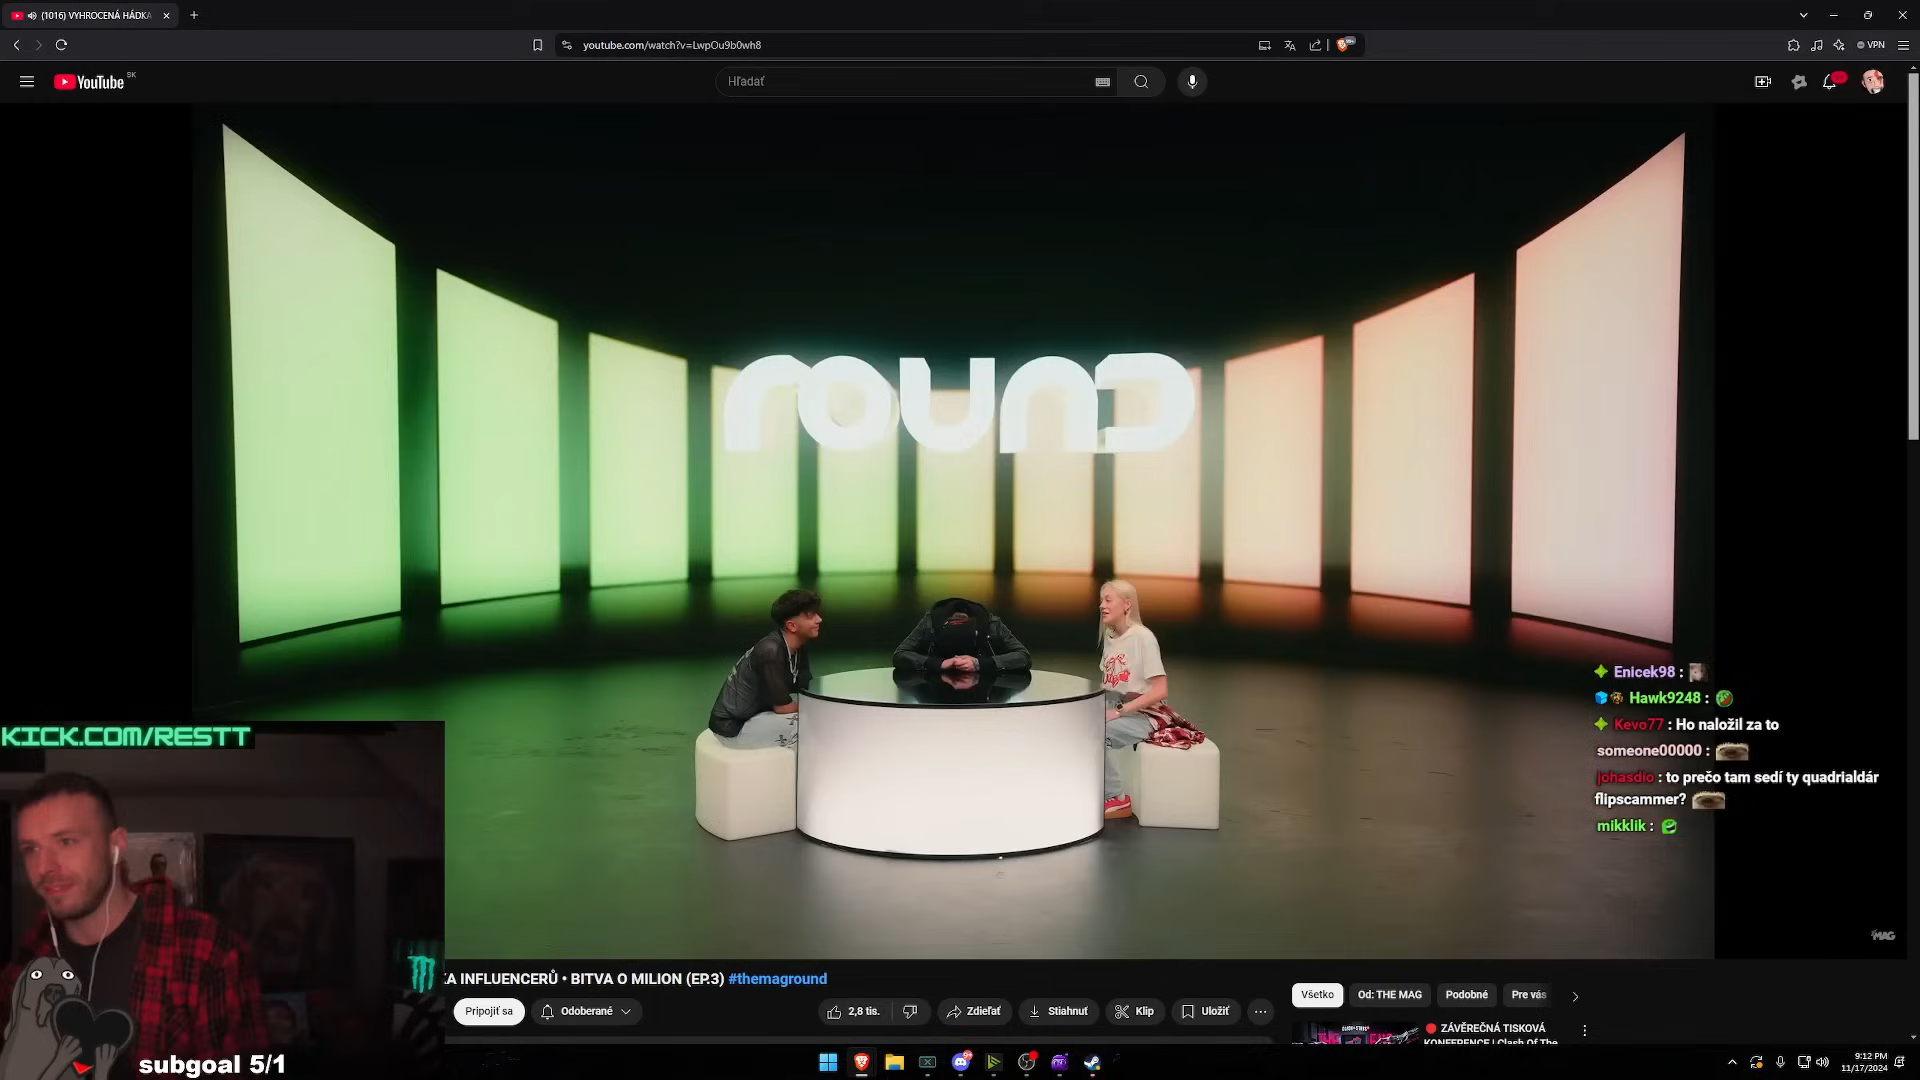 (1016) VYHROCENÁ HÁDKA
youtube.com/watch?v=LwpOu9b0wh8
VPN
YouTube SK
Hľadať
ROUND
KICK.COM/RESTT
Enicek98 :
Hawk9248 :
Kevo77 : Ho naložil za to
someone00000 :
johasdio : to prečo tam sedí ty quadrialdár
flipscammer?
mikklik :
THE MAG
KA INFLUENCERŮ • BITVA O MILION (EP.3) #themaground
Pripojiť sa
Odoberané
2,8 tis.
Zdieľať
Stiahnuť
Klip
Uložiť
Všetko
Od: THE MAG
Podobné
Pre vás
ZÁVĚREČNÁ TISKOVÁ
KONFERENCE | Clash Of The
subgoal 5/1
9:12 PM
11/17/2024